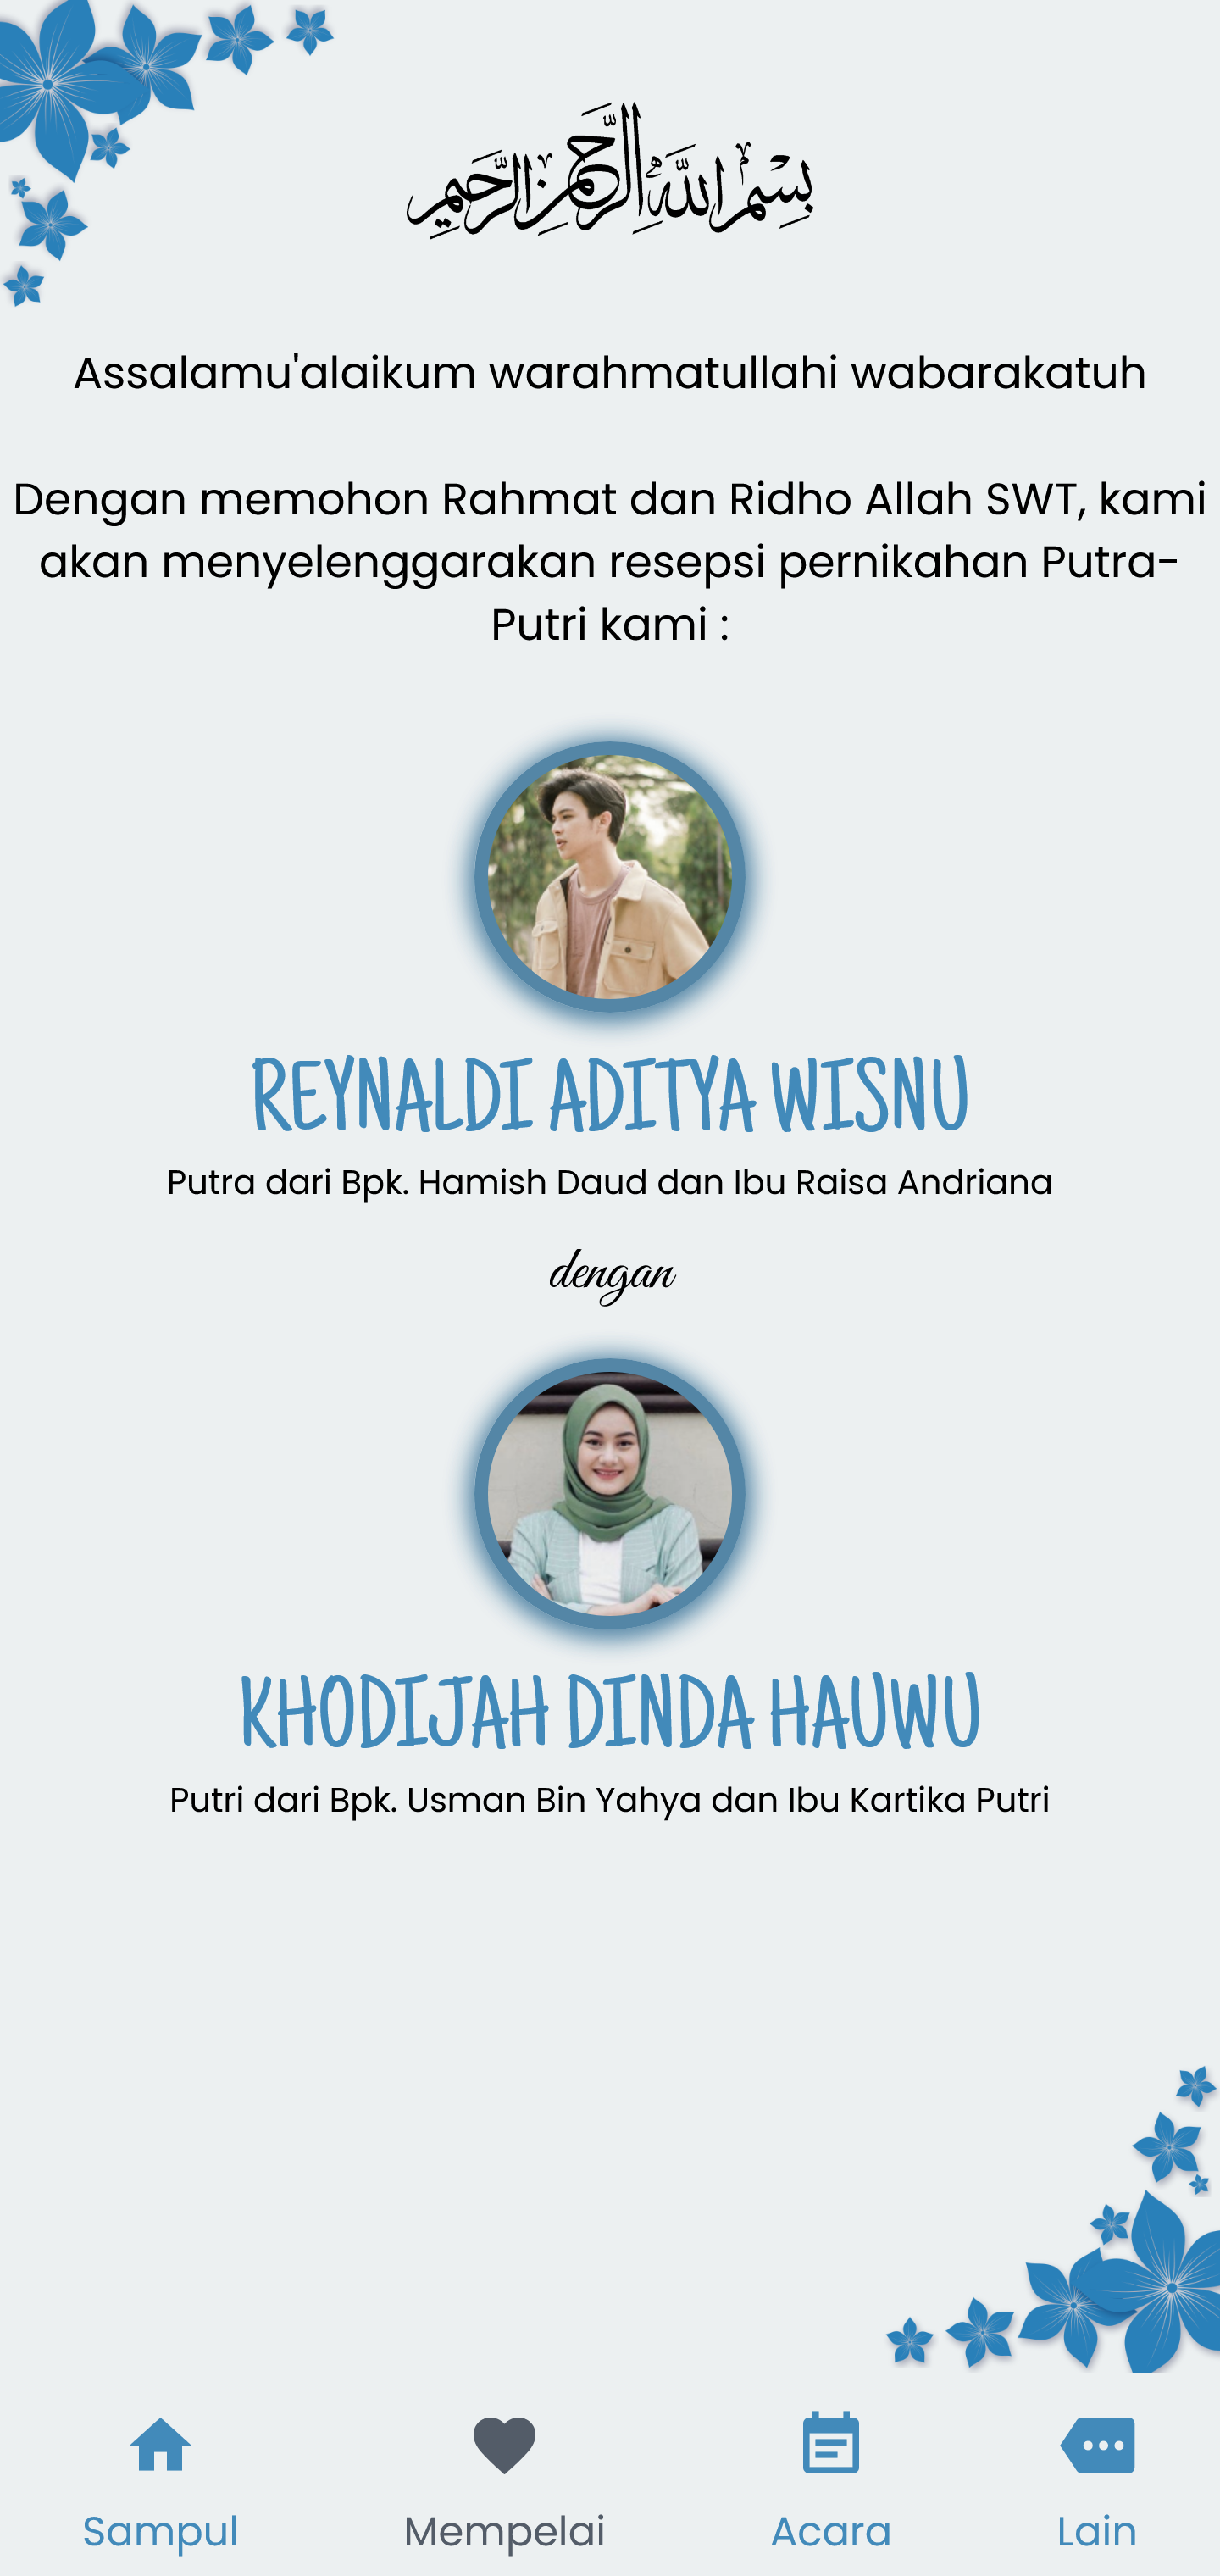 بِسْمِ اللَّهِ الرَّحْمَٰنِ الرَّحِيمِ
Assalamu'alaikum warahmatullahi wabarakatuh
Dengan memohon Rahmat dan Ridho Allah SWT, kami
akan menyelenggarakan resepsi pernikahan Putra-
Putri kami :
REYNALDI ADITYA WISNU
Putra dari Bpk. Hamish Daud dan Ibu Raisa Andriana
dengan
KHODIJAH DINDA HAUWU
Putri dari Bpk. Usman Bin Yahya dan Ibu Kartika Putri
Sampul Mempelai Acara Lain